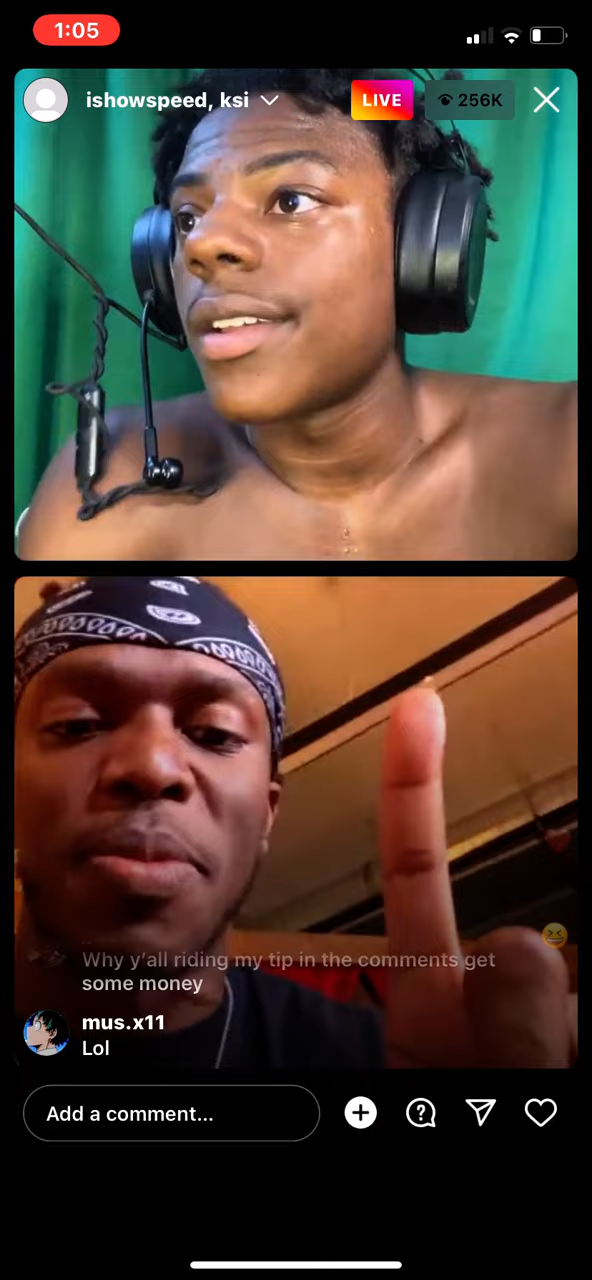 1:05
ishowspeed, ksi
LIVE
256K
Why y'all riding my tip in the comments get
some money
mus.x11
Lol
Add a comment...